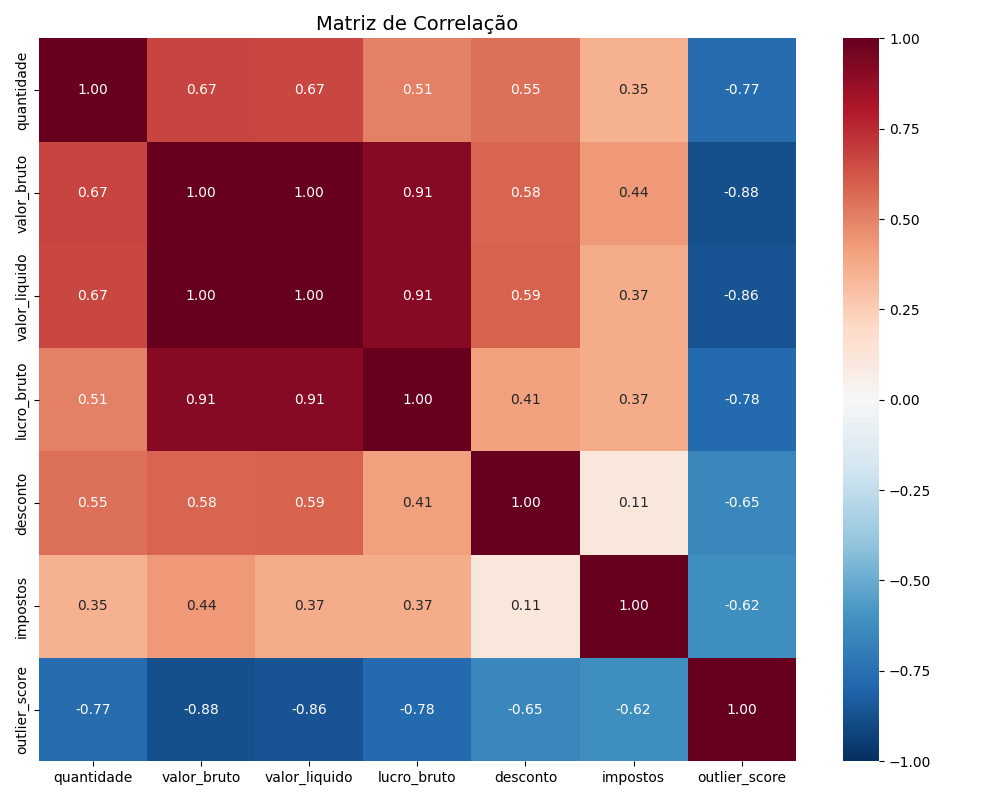 Matriz de Correlação
quantidade 1.00 0.67 0.67 0.51 0.55 0.35 -0.77
valor_bruto 0.67 1.00 1.00 0.91 0.58 0.44 -0.88
valor_liquido 0.67 1.00 1.00 0.91 0.59 0.37 -0.86
lucro_bruto 0.51 0.91 0.91 1.00 0.41 0.37 -0.78
desconto 0.55 0.58 0.59 0.41 1.00 0.11 -0.65
impostos 0.35 0.44 0.37 0.37 0.11 1.00 -0.62
outlier_score -0.77 -0.88 -0.86 -0.78 -0.65 -0.62 1.00
quantidade valor_bruto valor_liquido lucro_bruto desconto impostos outlier_score
1.00
0.75
0.50
0.25
0.00
−0.25
−0.50
−0.75
−1.00